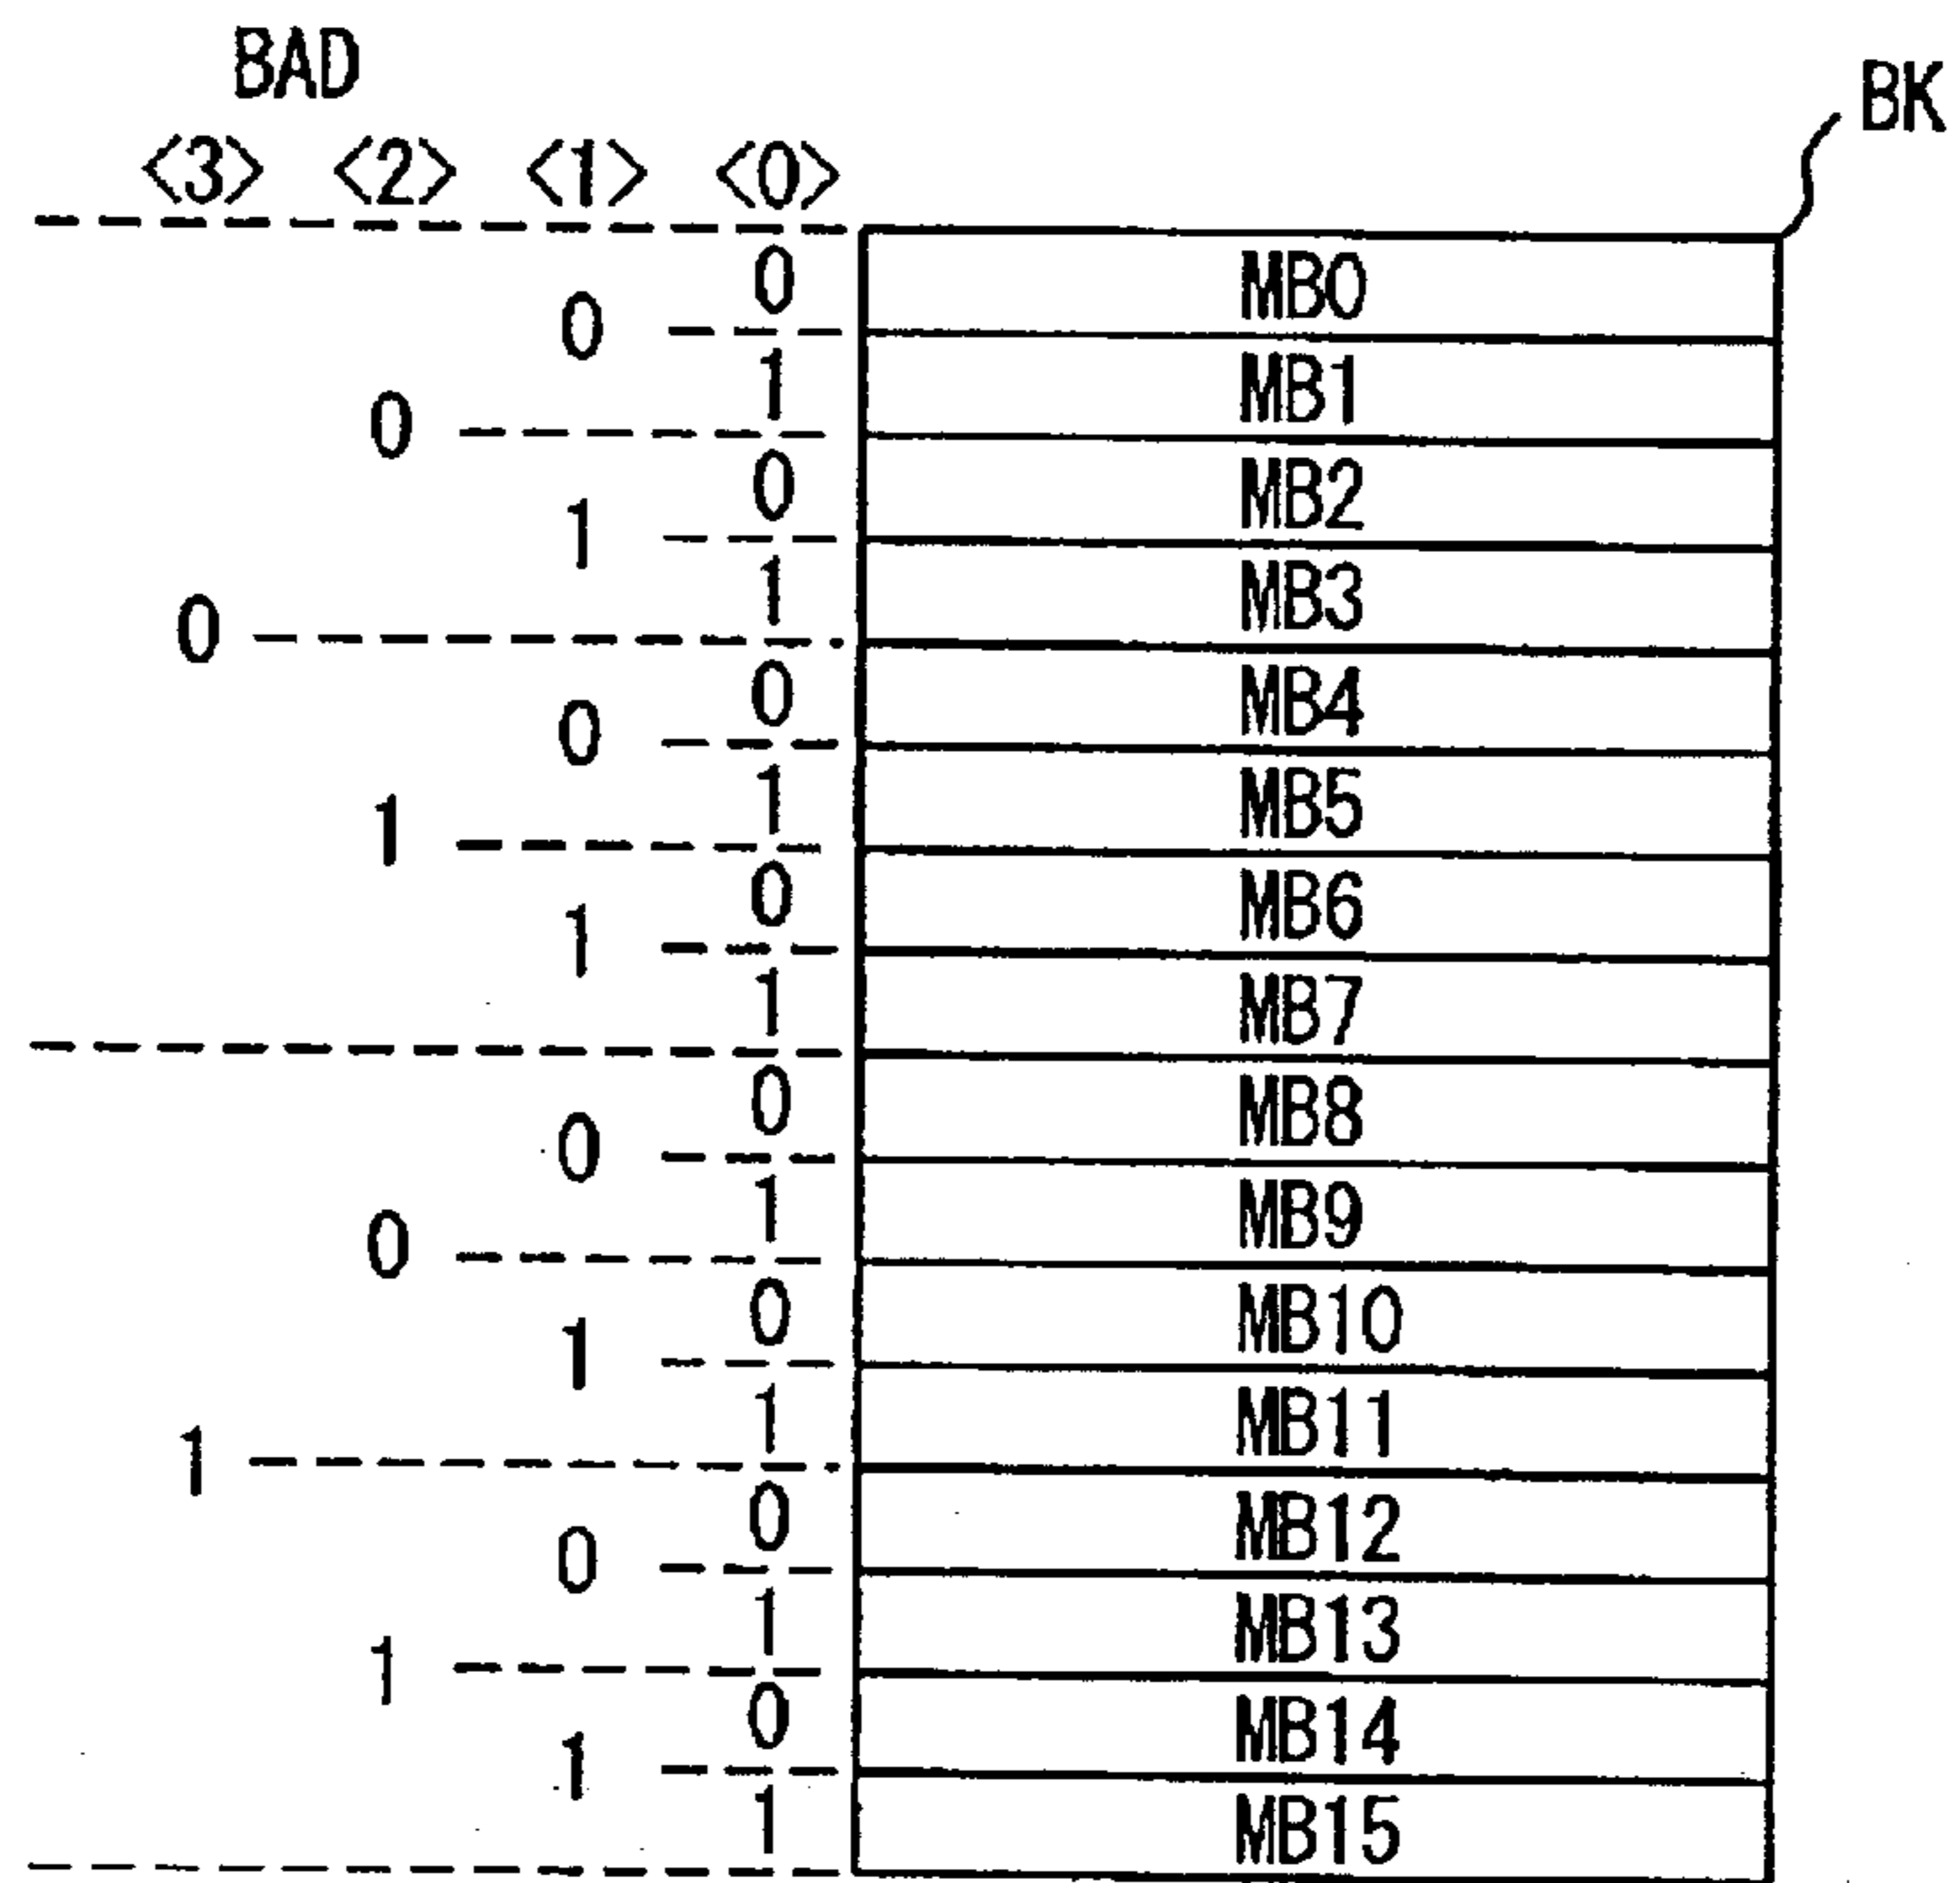 BAD
BK
<3> <2> <1> <0>
0 MB0
0
1 MB1
0
0 MB2
1
1 MB3
0
0 MB4
0
1 MB5
1
0 MB6
1
1 MB7
0 MB8
0
1 MB9
0
0 MB10
1
1 MB11
1
0 MB12
0
1 MB13
1
0 MB14
1
1 MB15